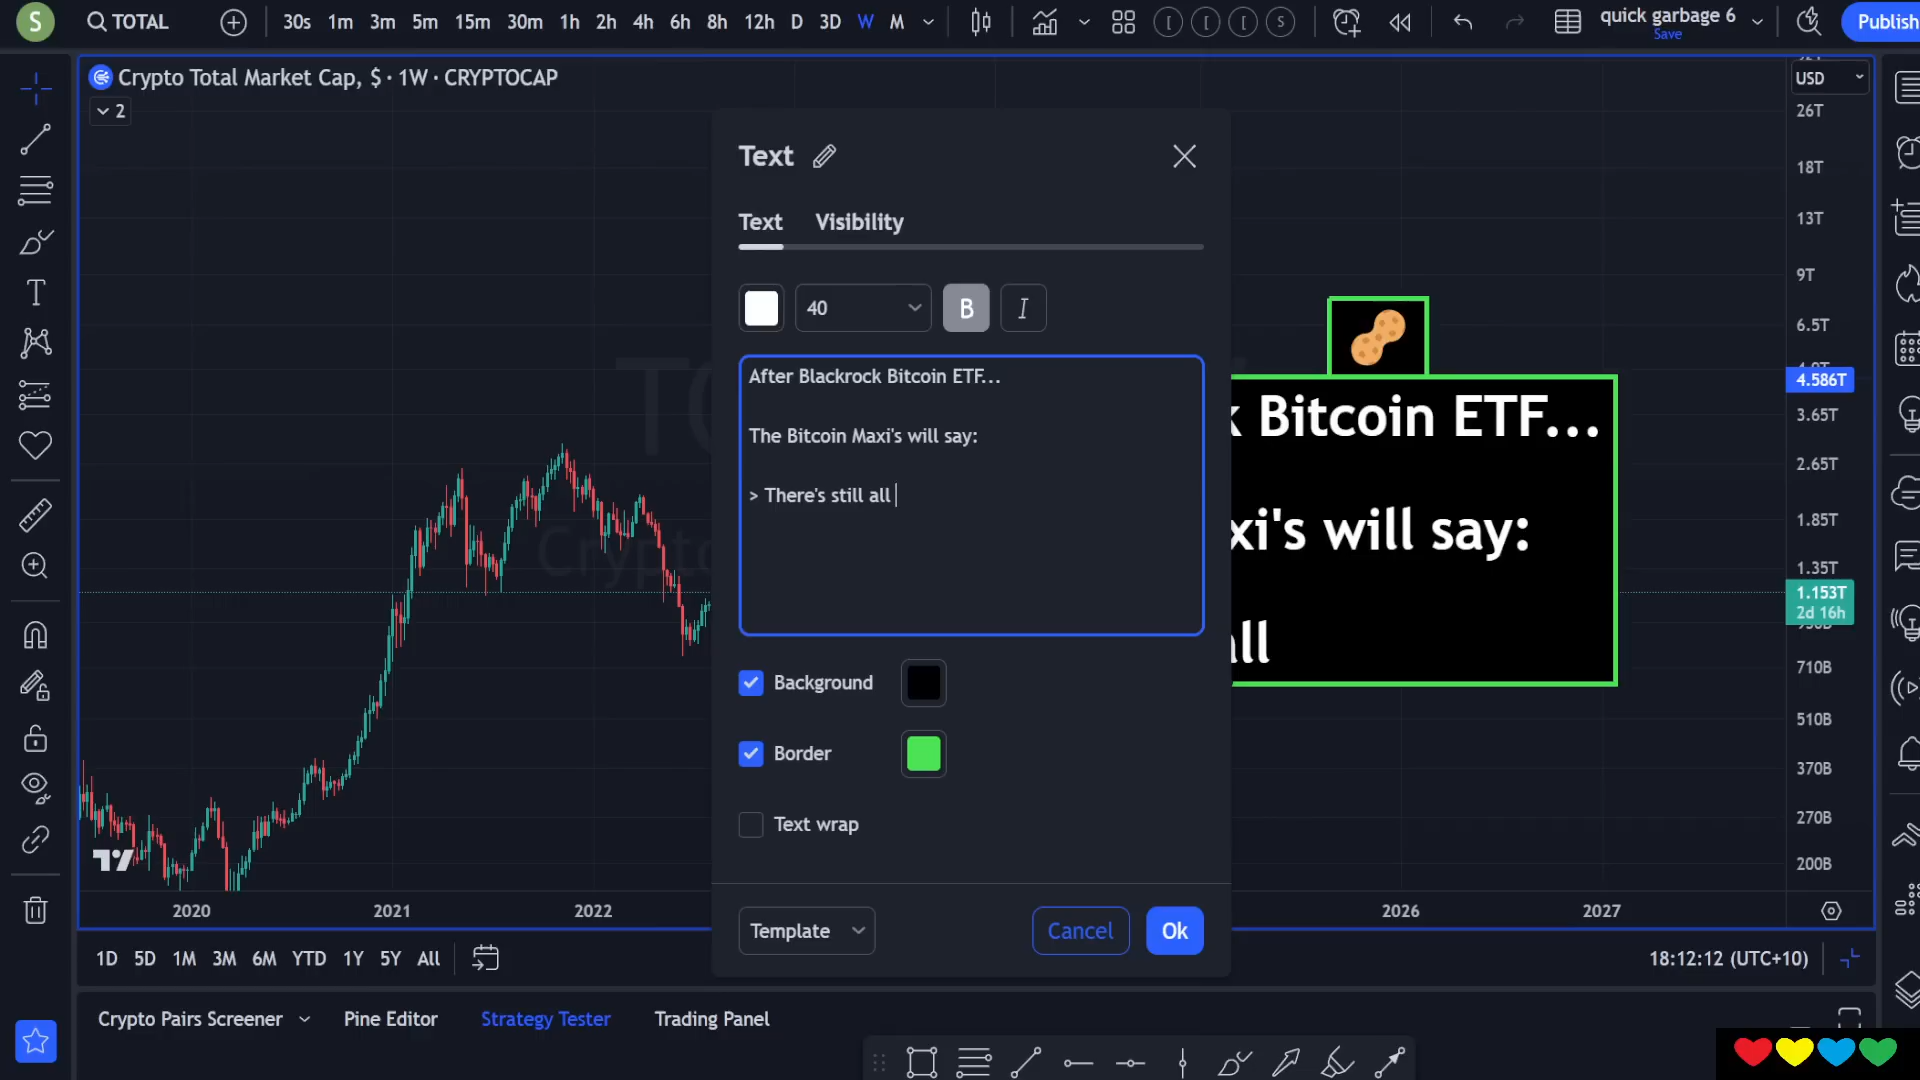 S
TOTAL
30s 1m 3m 5m 15m 30m 1h 2h 4h 6h 8h 12h D 3D W M
[ [ [ S
quick garbage 6
Save
Publish
Crypto Total Market Cap, $ · 1W · CRYPTOCAP
2
USD
26T
18T
13T
9T
6.5T
4.586T
3.65T
2.65T
1.85T
1.35T
1.153T
2d 16h
710B
510B
370B
270B
200B
Text
Text Visibility
40
B I
After Blackrock Bitcoin ETF...
The Bitcoin Maxi's will say:
> There's still all
Background
Border
Text wrap
Template
Cancel
Ok
k Bitcoin ETF...
xi's will say:
all
2020 2021 2022 2026 2027
1D 5D 1M 3M 6M YTD 1Y 5Y All
18:12:12 (UTC+10)
Crypto Pairs Screener Pine Editor Strategy Tester Trading Panel